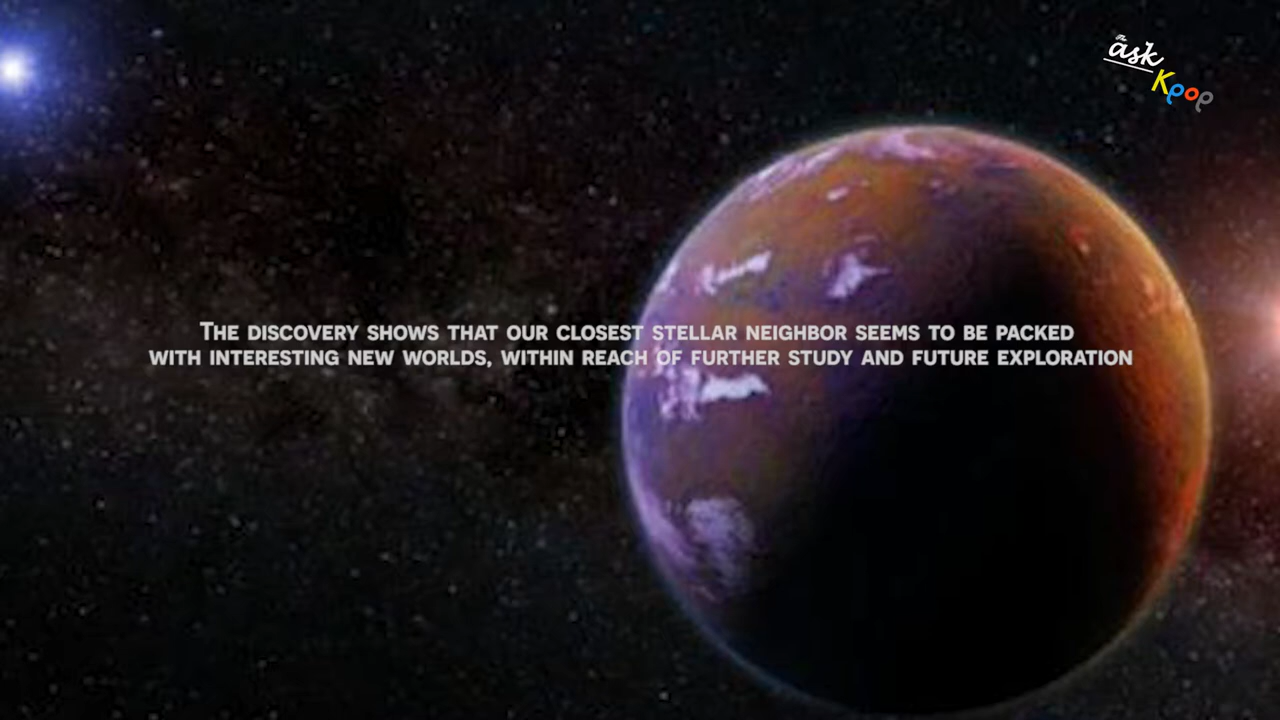 the
ask
Kpop
The discovery shows that our closest stellar neighbor seems to be packed
with interesting new worlds, within reach of further study and future exploration